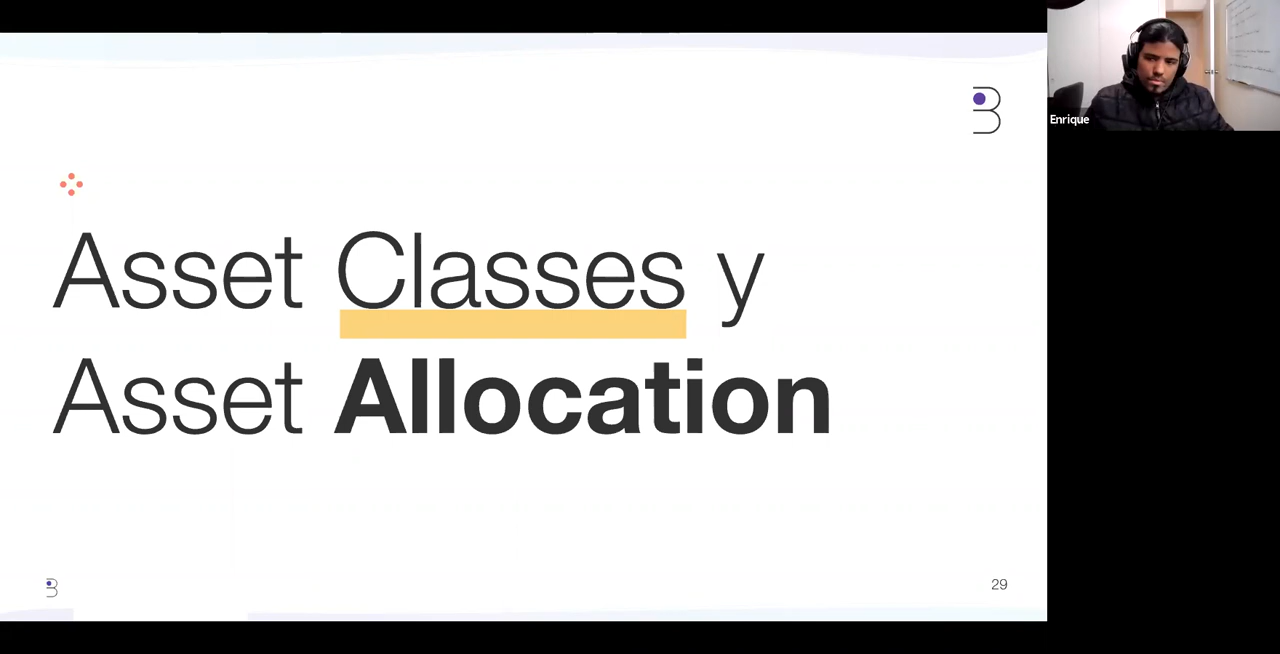 Asset Classes y
Asset Allocation
29
Enrique